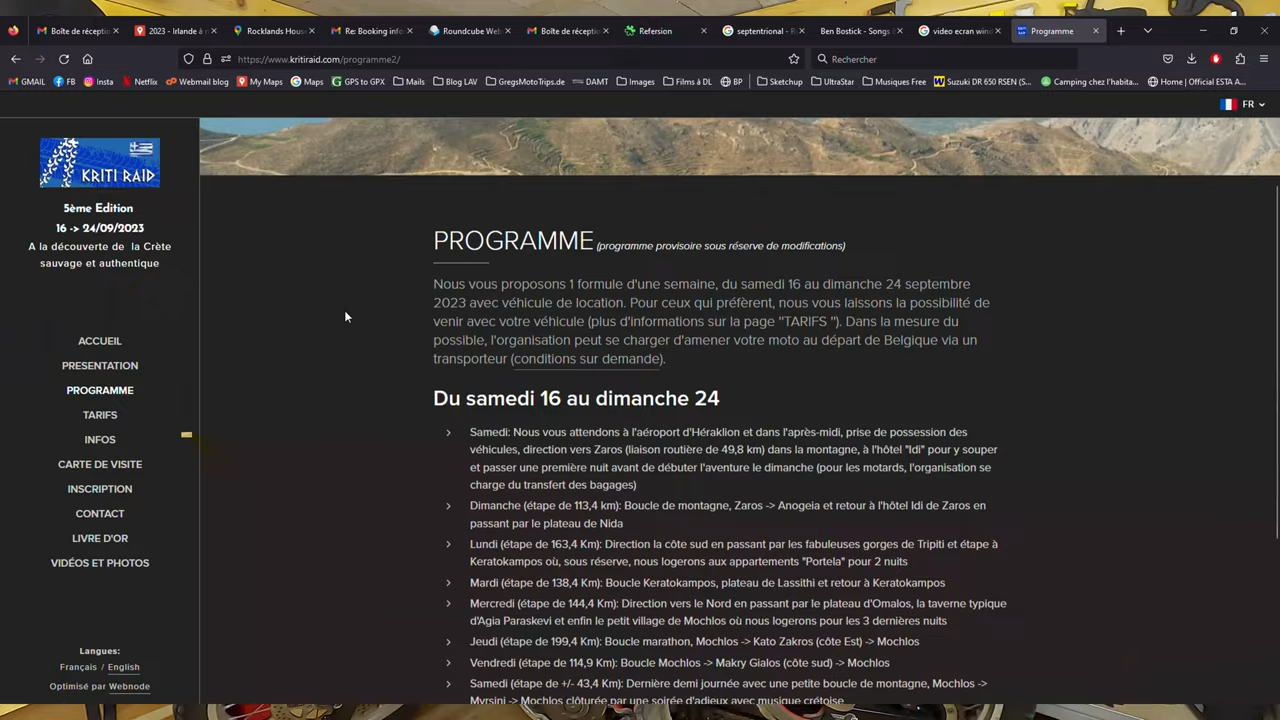 Boîte de récepti
2023 - Irlande à n
Rocklands Hous
Re: Booking info
Roundcube Web
Boîte de réceptio
Refersion
septentrional - R
Ben Bostick - Songs &
video ecran wind
Programme
https://www.kritiraid.com/programme2/
Rechercher
GMAIL
FB
Insta
Netflix
Webmail blog
My Maps
Maps
GPS to GPX
Mails
Blog LAV
GregsMotoTrips.de
DAMT
Images
Films à DL
BP
Sketchup
UltraStar
Musiques Free
Suzuki DR 650 RSEN (S...
Camping chez l'habita...
Home | Official ESTA A...
FR
KRITI RAID
5ème Edition
16 -> 24/09/2023
A la découverte de la Crète
sauvage et authentique
ACCUEIL
PRESENTATION
PROGRAMME
TARIFS
INFOS
CARTE DE VISITE
INSCRIPTION
CONTACT
LIVRE D'OR
VIDÉOS ET PHOTOS
Langues:
Français / English
Optimisé par Webnode
PROGRAMME (programme provisoire sous réserve de modifications)
Nous vous proposons 1 formule d'une semaine, du samedi 16 au dimanche 24 septembre
2023 avec véhicule de location. Pour ceux qui préfèrent, nous vous laissons la possibilité de
venir avec votre véhicule (plus d'informations sur la page "TARIFS "). Dans la mesure du
possible, l'organisation peut se charger d'amener votre moto au départ de Belgique via un
transporteur (conditions sur demande).
Du samedi 16 au dimanche 24
Samedi: Nous vous attendons à l'aéroport d'Héraklion et dans l'après-midi, prise de possession des
véhicules, direction vers Zaros (liaison routière de 49,8 km) dans la montagne, à l'hôtel "Idi" pour y souper
et passer une première nuit avant de débuter l'aventure le dimanche (pour les motards, l'organisation se
charge du transfert des bagages)
Dimanche (étape de 113,4 km): Boucle de montagne, Zaros -> Anogeia et retour à l'hôtel Idi de Zaros en
passant par le plateau de Nida
Lundi (étape de 163,4 Km): Direction la côte sud en passant par les fabuleuses gorges de Tripiti et étape à
Keratokampos où, sous réserve, nous logerons aux appartements "Portela" pour 2 nuits
Mardi (étape de 138,4 Km): Boucle Keratokampos, plateau de Lassithi et retour à Keratokampos
Mercredi (étape de 144,4 Km): Direction vers le Nord en passant par le plateau d'Omalos, la taverne typique
d'Agia Paraskevi et enfin le petit village de Mochlos où nous logerons pour les 3 dernières nuits
Jeudi (étape de 199,4 Km): Boucle marathon, Mochlos -> Kato Zakros (côte Est) -> Mochlos
Vendredi (étape de 114,9 Km): Boucle Mochlos -> Makry Gialos (côte sud) -> Mochlos
Samedi (étape de +/- 43,4 Km): Dernière demi journée avec une petite boucle de montagne, Mochlos ->
Myrsini -> Mochlos clôturée par une soirée d'adieux avec musique crétoise